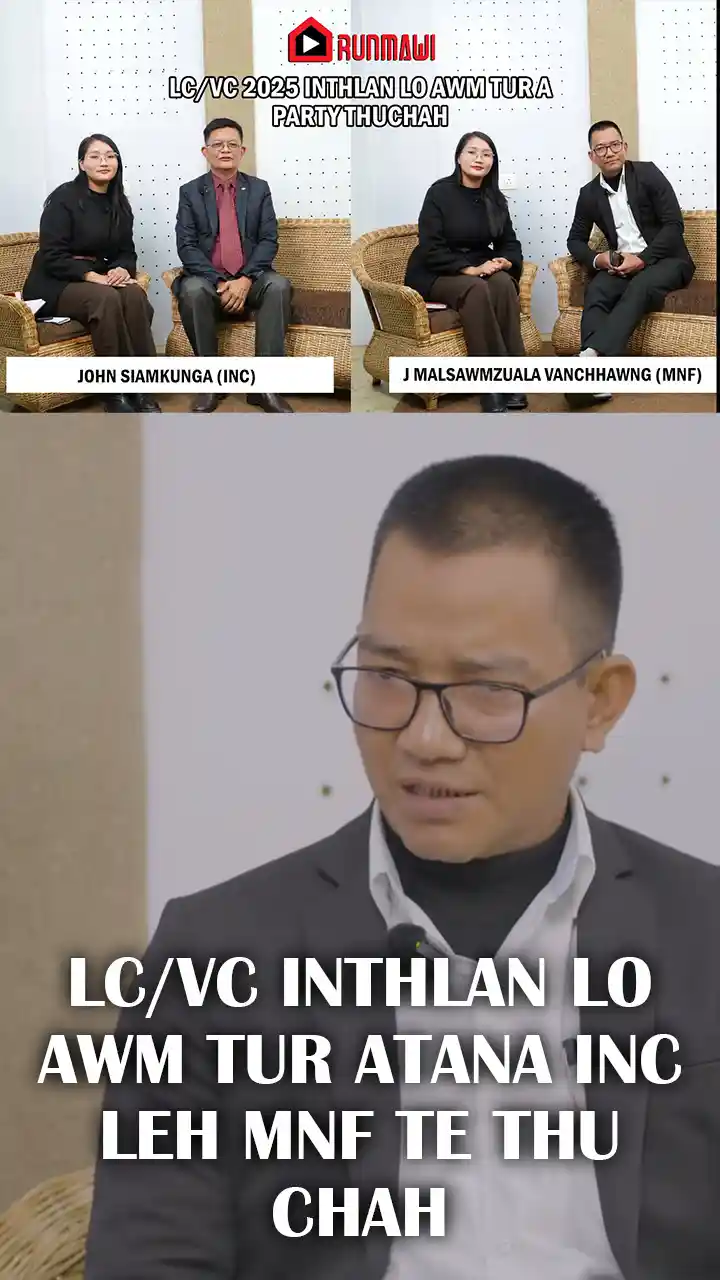 RUNMAWI
LC/VC 2025 INTHLAN LO AWM TUR A
PARTY THUCHAH
JOHN SIAMKUNGA (INC)
J MALSAWMZUALA VANCHHAWNG (MNF)
LC/VC INTHLAN LO
AWM TUR ATANA INC
LEH MNF TE THU
CHAH